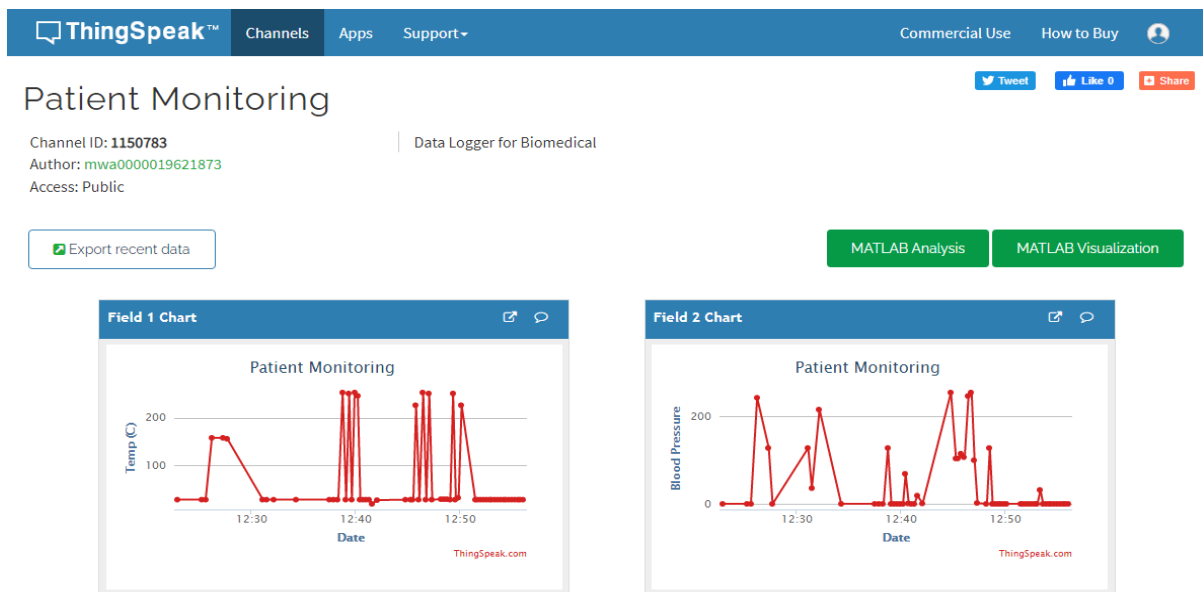 ThingSpeak™ Channels Apps Support Commercial Use How to Buy
Tweet Like 0 Share
Patient Monitoring
Channel ID: 1150783
Data Logger for Biomedical
Author: mwa0000019621873
Access: Public
Export recent data
MATLAB Analysis MATLAB Visualization
Field 1 Chart
Patient Monitoring
Temp (C)
200
100
12:30 12:40 12:50
Date
ThingSpeak.com
Field 2 Chart
Patient Monitoring
Blood Pressure
200
0
12:30 12:40 12:50
Date
ThingSpeak.com